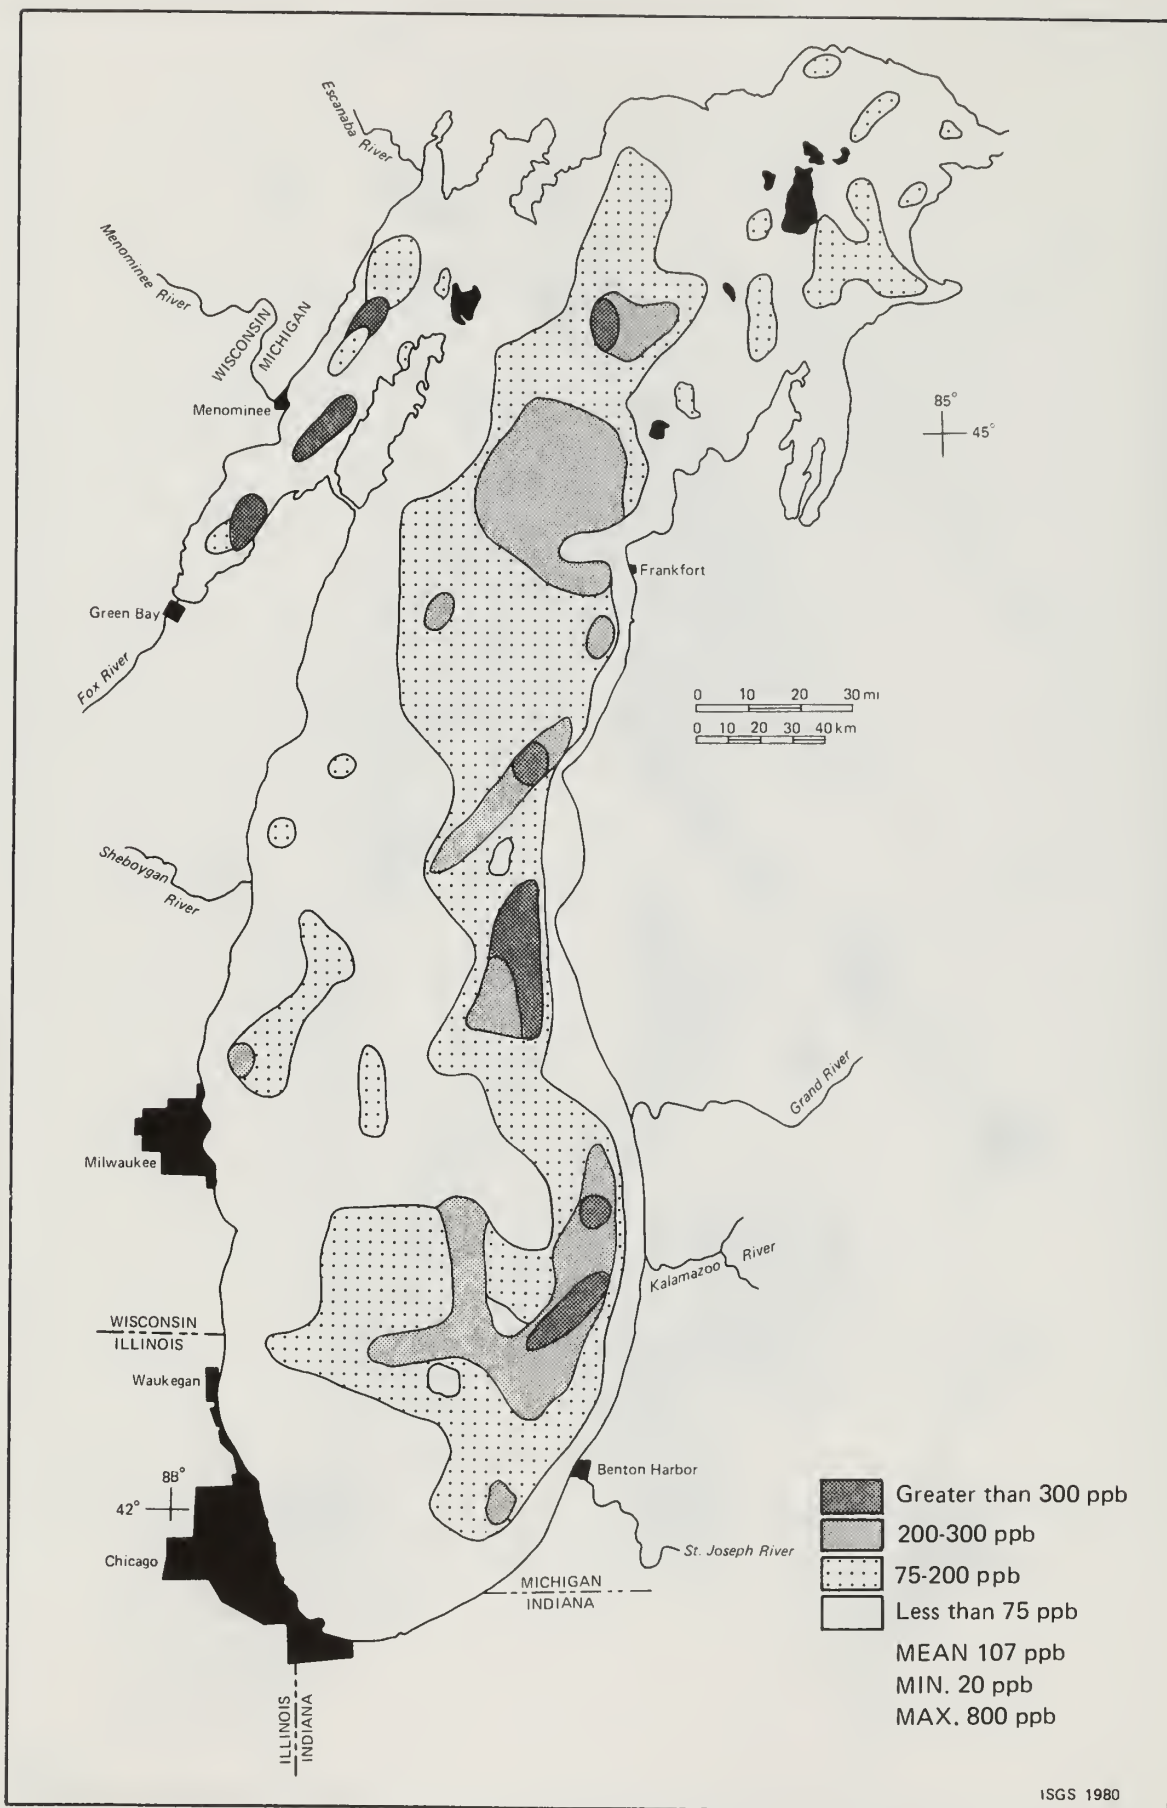 Escanaba River
Menominee River
WISCONSIN
MICHIGAN
Menominee
85°
45°
Frankfort
Green Bay
Fox River
0 10 20 30 mi
0 10 20 30 40 km
Sheboygan
River
Grand River
Milwaukee
Kalamazoo River
WISCONSIN
ILLINOIS
Waukegan
88°
42°
Benton Harbor
Chicago
St. Joseph River
MICHIGAN
INDIANA
Greater than 300 ppb
200-300 ppb
75-200 ppb
Less than 75 ppb
MEAN 107 ppb
MIN. 20 ppb
MAX. 800 ppb
ILLINOIS
INDIANA
ISGS 1980